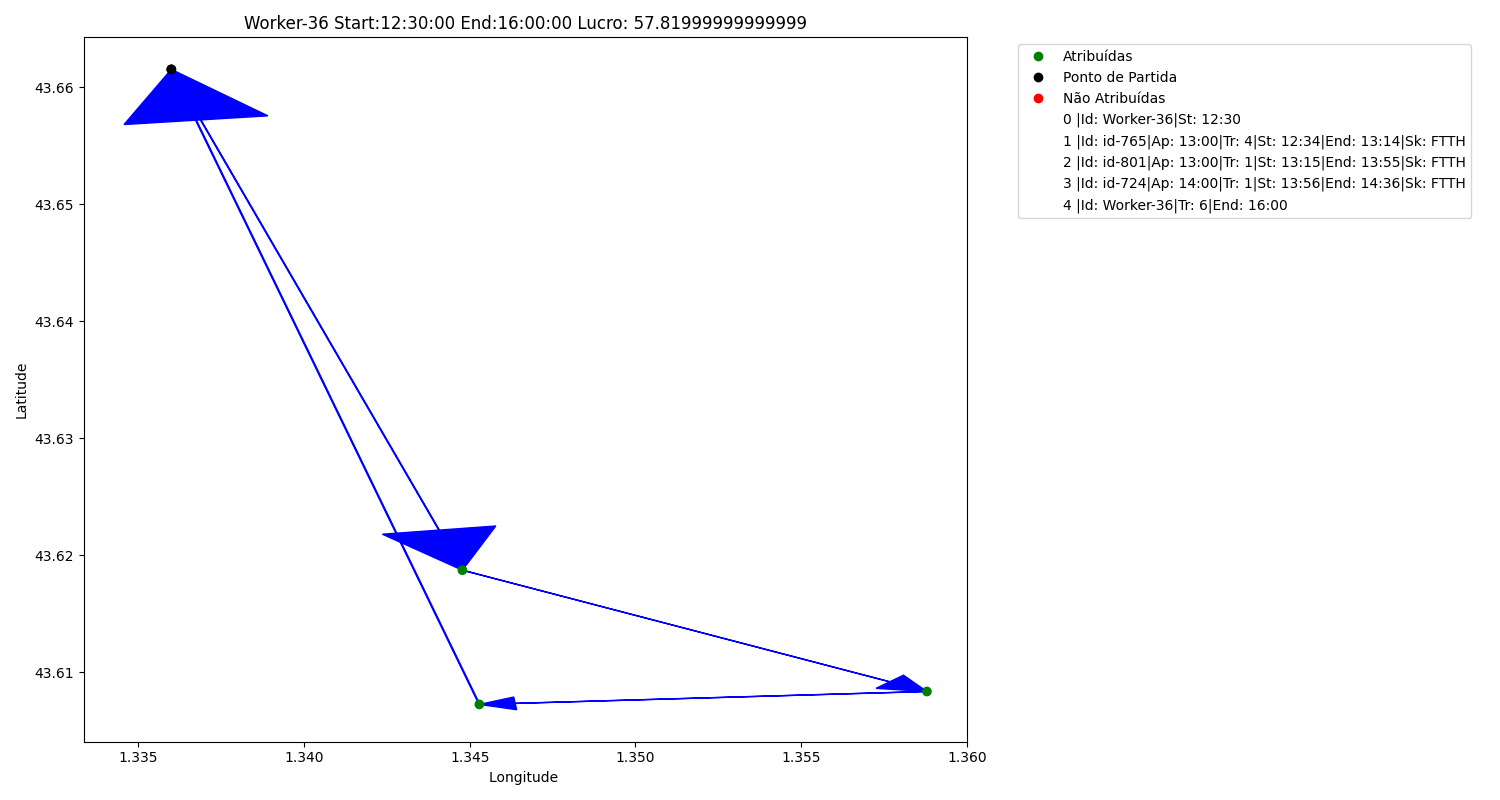 Worker-36 Start:12:30:00 End:16:00:00 Lucro: 57.81999999999999
43.66
43.65
43.64
43.63
43.62
43.61
Latitude
1.335
1.340
1.345
1.350
1.355
1.360
Longitude
Atribuídas
Ponto de Partida
Não Atribuídas
0 |Id: Worker-36|St: 12:30
1 |Id: id-765|Ap: 13:00|Tr: 4|St: 12:34|End: 13:14|Sk: FTTH
2 |Id: id-801|Ap: 13:00|Tr: 1|St: 13:15|End: 13:55|Sk: FTTH
3 |Id: id-724|Ap: 14:00|Tr: 1|St: 13:56|End: 14:36|Sk: FTTH
4 |Id: Worker-36|Tr: 6|End: 16:00